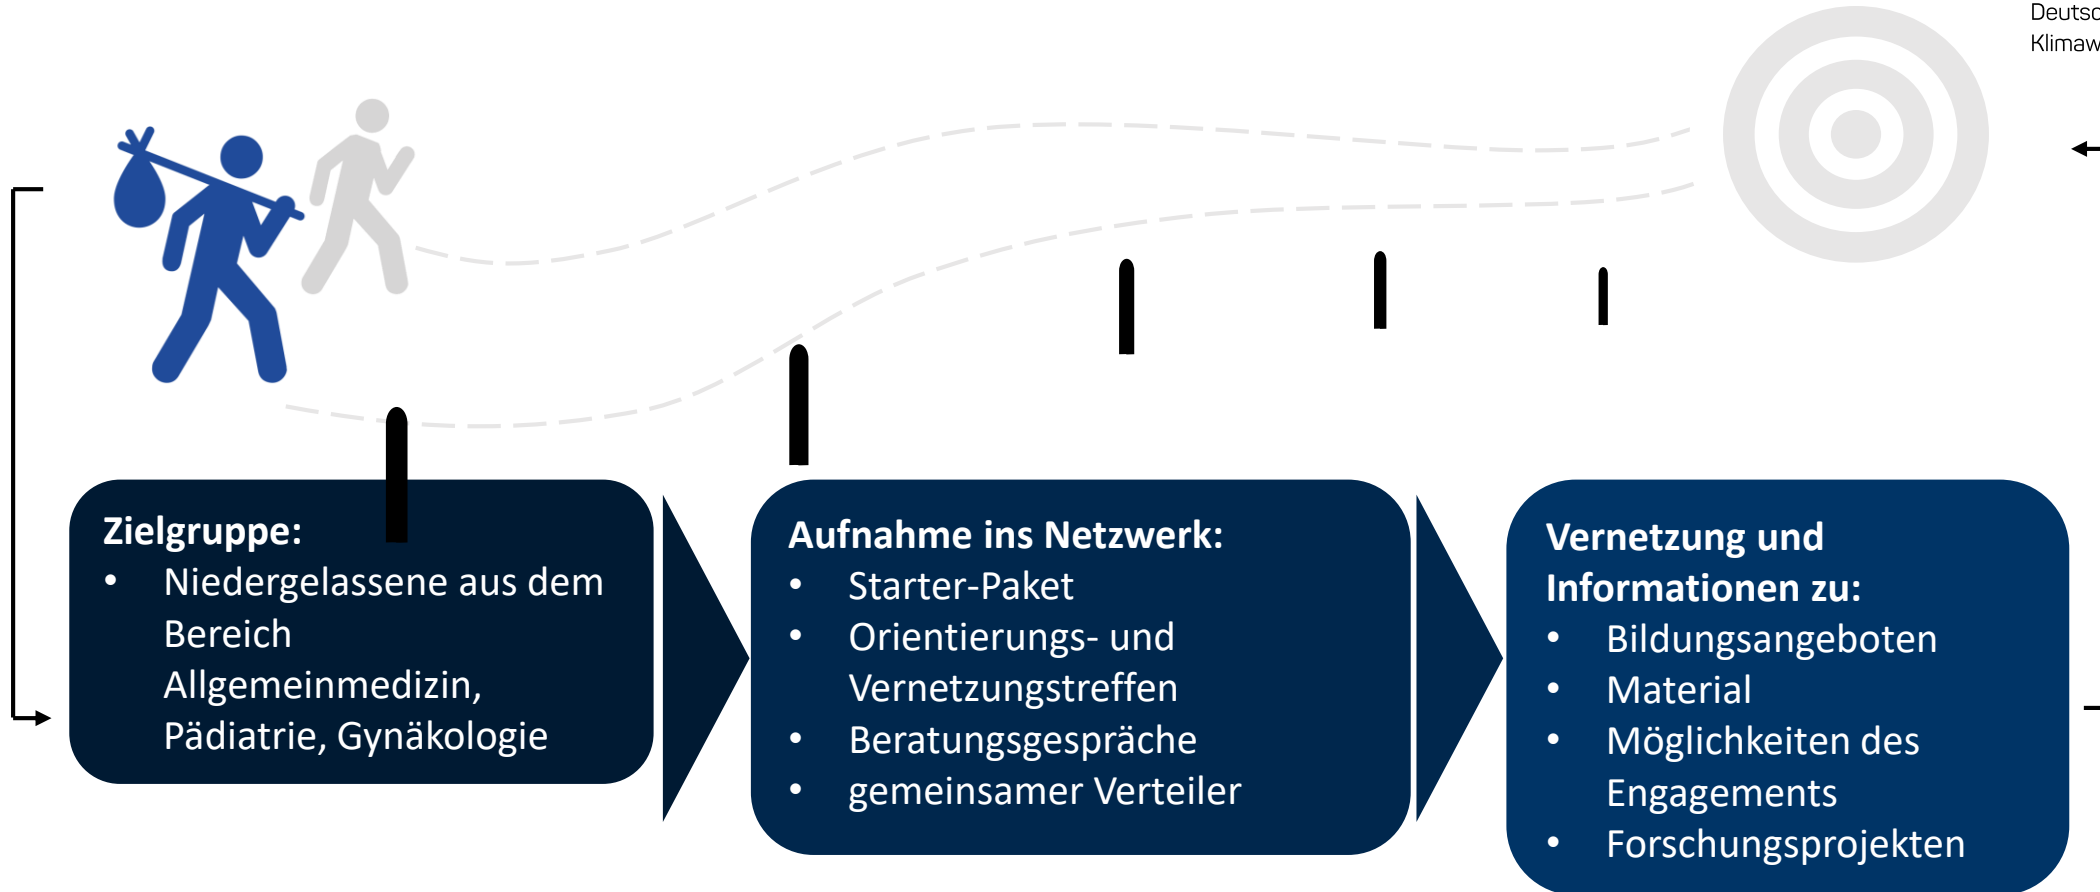 Zielgruppe:
• Niedergelassene aus dem
Bereich
Allgemeinmedizin,
Pädiatrie, Gynäkologie
Aufnahme ins Netzwerk:
• Starter-Paket
• Orientierungs- und
Vernetzungstreffen
• Beratungsgespräche
• gemeinsamer Verteiler
Vernetzung und
Informationen zu:
• Bildungsangeboten
• Material
• Möglichkeiten des
Engagements
• Forschungsprojekten